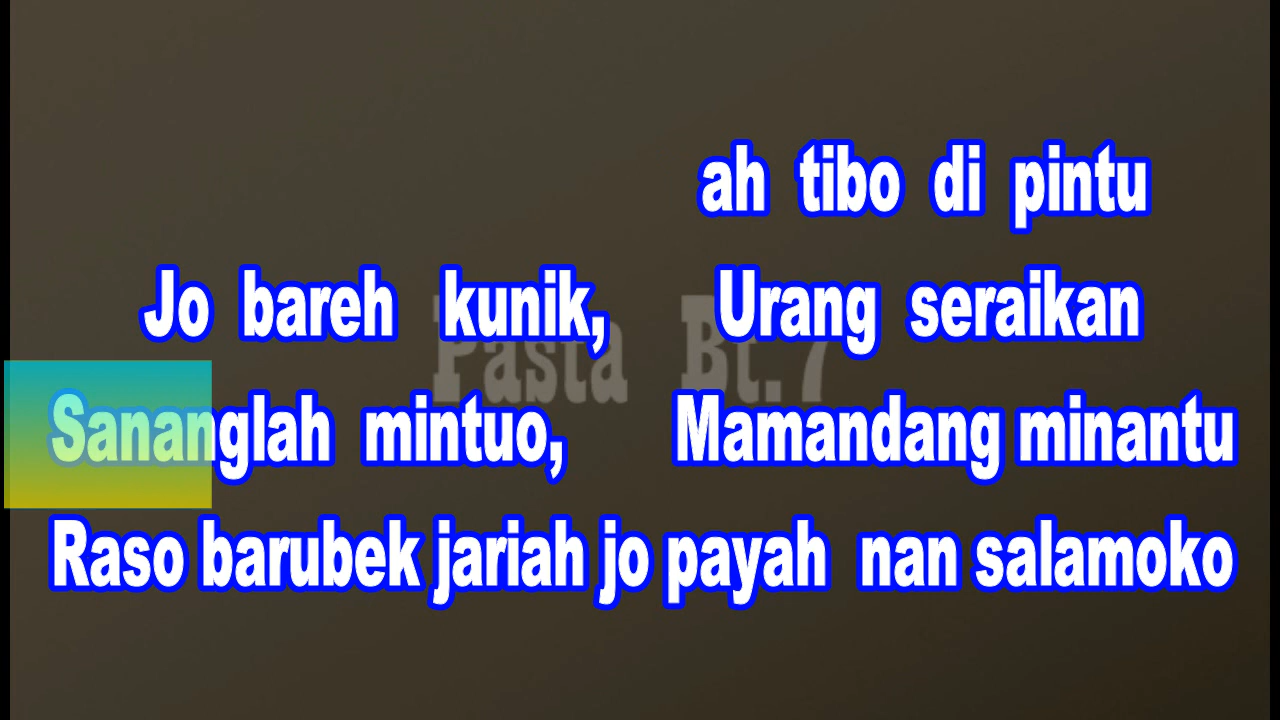 ah tibo di pintu
Jo bareh kunik, Urang seraikan
Pasta Bt.7
Sananglah mintuo, Mamandang minantu
Raso barubek jariah jo payah nan salamoko